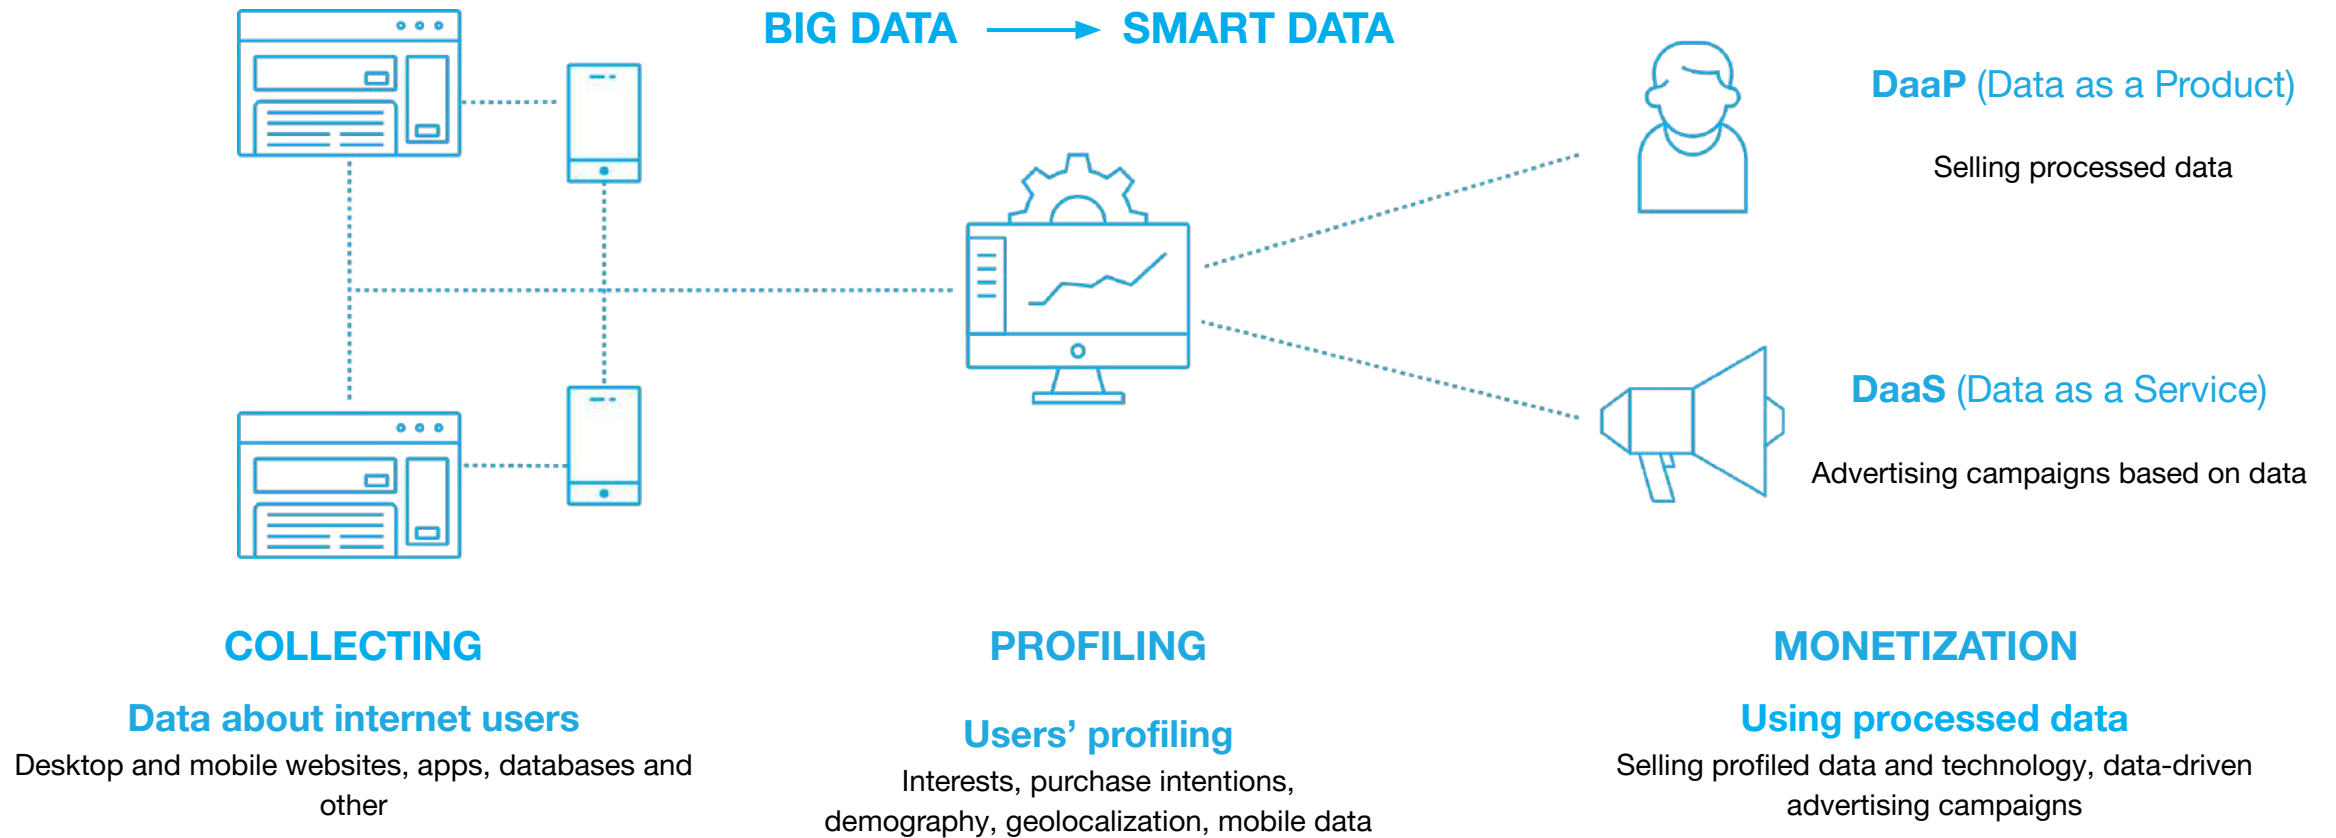 BIG DATA → SMART DATA
DaaP (Data as a Product)
Selling processed data
DaaS (Data as a Service)
Advertising campaigns based on data
COLLECTING
Data about internet users
Desktop and mobile websites, apps, databases and
other
PROFILING
Users’ profiling
Interests, purchase intentions,
demography, geolocalization, mobile data
MONETIZATION
Using processed data
Selling profiled data and technology, data-driven
advertising campaigns